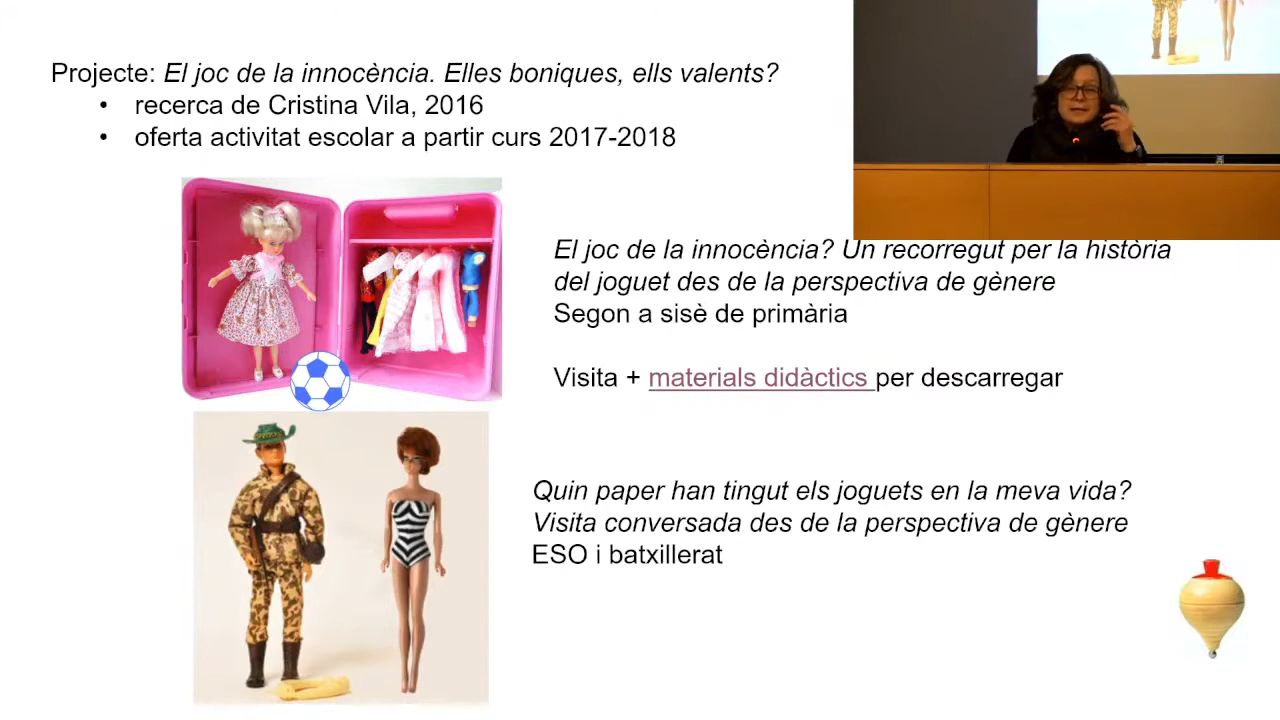 Projecte: El joc de la innocència. Elles boniques, ells valents?
• recerca de Cristina Vila, 2016
• oferta activitat escolar a partir curs 2017-2018
El joc de la innocència? Un recorregut per la història
del joguet des de la perspectiva de gènere
Segon a sisè de primària
Visita + materials didàctics per descarregar
Quin paper han tingut els joguets en la meva vida?
Visita conversada des de la perspectiva de gènere
ESO i batxillerat